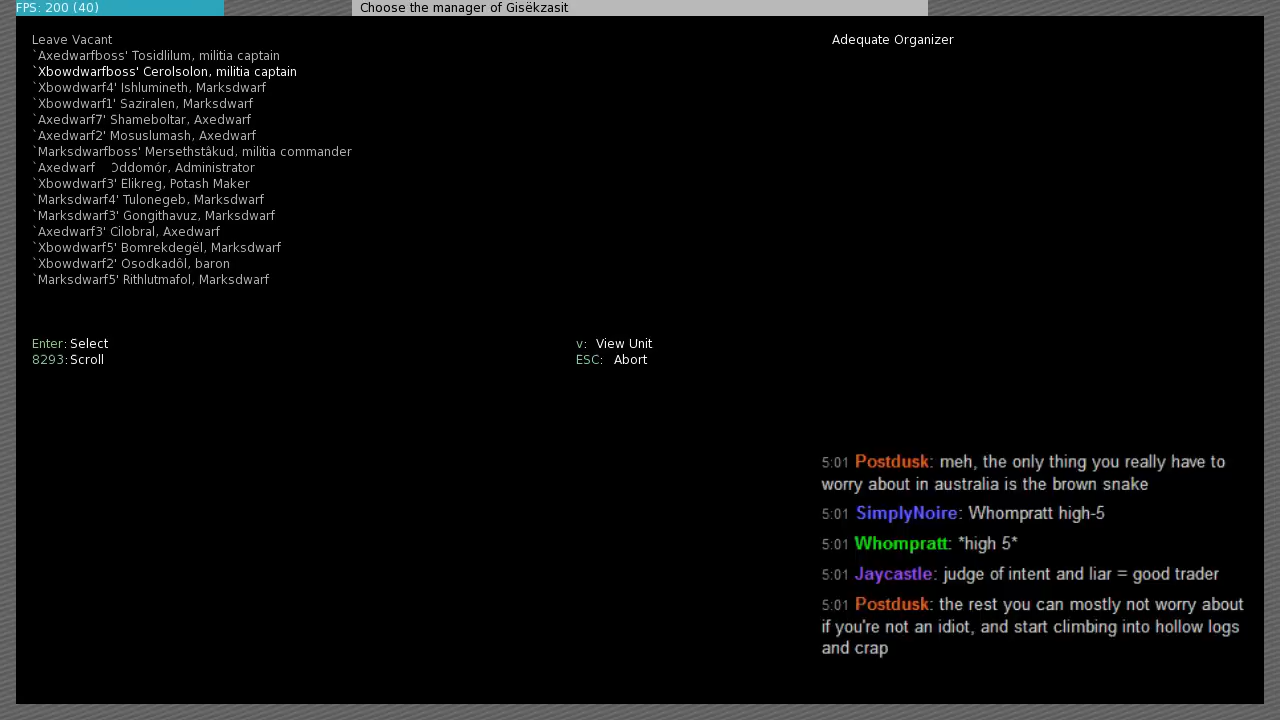 FPS: 200 (40)
Choose the manager of Gisëkzasit
Leave Vacant
Adequate Organizer
`Axedwarfboss' Tosidlilum, militia captain
`Xbowdwarfboss' Cerolsolon, militia captain
`Xbowdwarf4' Ishlumineth, Marksdwarf
`Xbowdwarf1' Saziralen, Marksdwarf
`Axedwarf7' Shameboltar, Axedwarf
`Axedwarf2' Mosuslumash, Axedwarf
`Marksdwarfboss' Mersethstâkud, militia commander
`Axedwarf Oddomór, Administrator
`Xbowdwarf3' Elikreg, Potash Maker
`Marksdwarf4' Tulonegeb, Marksdwarf
`Marksdwarf3' Gongithavuz, Marksdwarf
`Axedwarf3' Cilobral, Axedwarf
`Xbowdwarf5' Bomrekdegël, Marksdwarf
`Xbowdwarf2' Osodkadôl, baron
`Marksdwarf5' Rithlutmafol, Marksdwarf
Enter: Select
v: View Unit
8293: Scroll
ESC: Abort
5:01 Postdusk: meh, the only thing you really have to
worry about in australia is the brown snake
5:01 SimplyNoire: Whompratt high-5
5:01 Whompratt: *high 5*
5:01 Jaycastle: judge of intent and liar = good trader
5:01 Postdusk: the rest you can mostly not worry about
if you're not an idiot, and start climbing into hollow logs
and crap